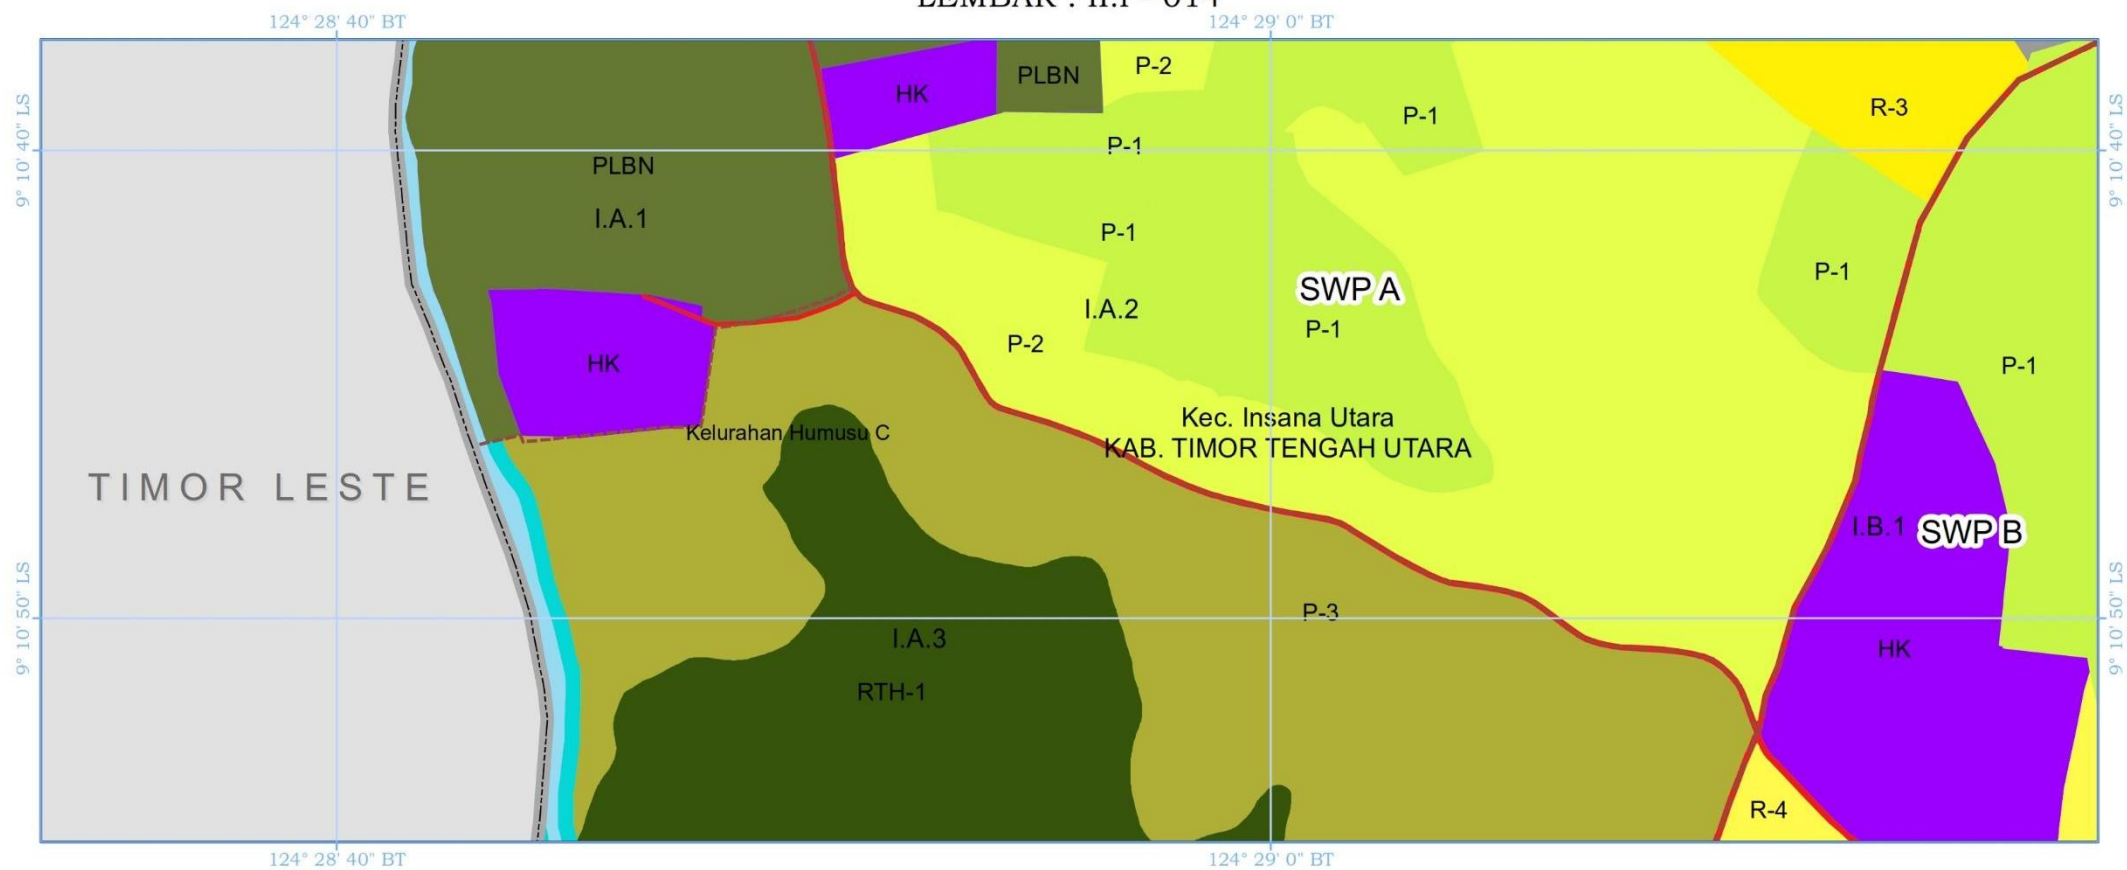 124° 28' 40" BT
124° 29' 0" BT
9° 10' 40" LS
9° 10' 40" LS
HK
PLBN
P-2
P-1
R-3
P-1
PLBN
I.A.1
P-1
P-1
SWP A
I.A.2
P-1
P-2
HK
P-1
Kec. Insana Utara
KAB. TIMOR TENGAH UTARA
Kelurahan Humusu C
TIMOR LESTE
I.B.1
SWP B
9° 10' 50" LS
9° 10' 50" LS
P-3
I.A.3
HK
RTH-1
R-4
124° 28' 40" BT
124° 29' 0" BT